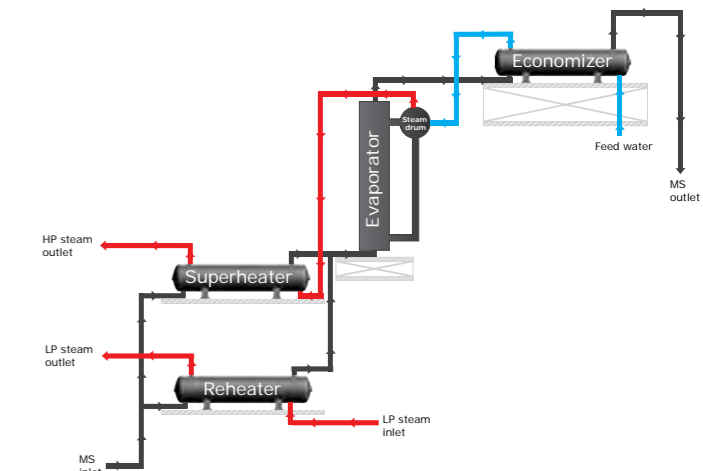 Economizer
Steam
drum
Feed water
Evaporator
MS
outlet
HP steam
outlet
Superheater
LP steam
outlet
Reheater
LP steam
inlet
MS